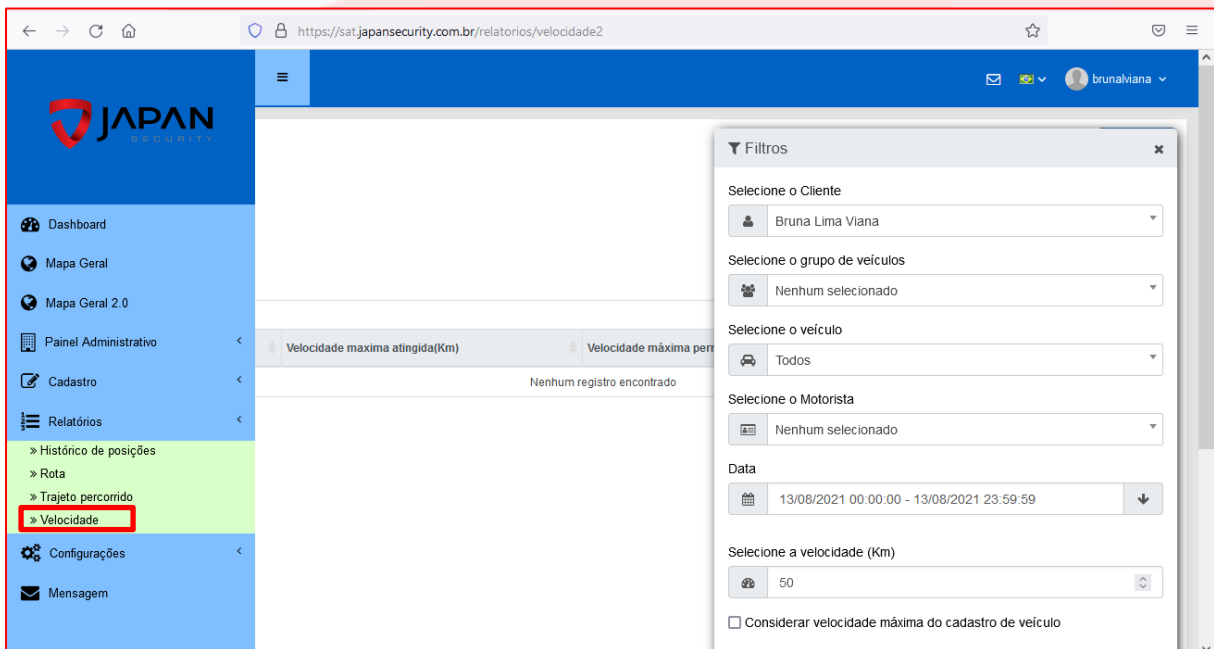 https://sat.japansecurity.com.br/relatorios/velocidade2
brunalviana
JAPAN
SECURITY
Dashboard
Mapa Geral
Mapa Geral 2.0
Painel Administrativo
Cadastro
Relatórios
» Histórico de posições
» Rota
» Trajeto percorrido
» Velocidade
Configurações
Mensagem
Velocidade maxima atingida(Km) Velocidade máxima perr
Nenhum registro encontrado
Filtros
Selecione o Cliente
Bruna Lima Viana
Selecione o grupo de veículos
Nenhum selecionado
Selecione o veículo
Todos
Selecione o Motorista
Nenhum selecionado
Data
13/08/2021 00:00:00 - 13/08/2021 23:59:59
Selecione a velocidade (Km)
50
Considerar velocidade máxima do cadastro de veículo